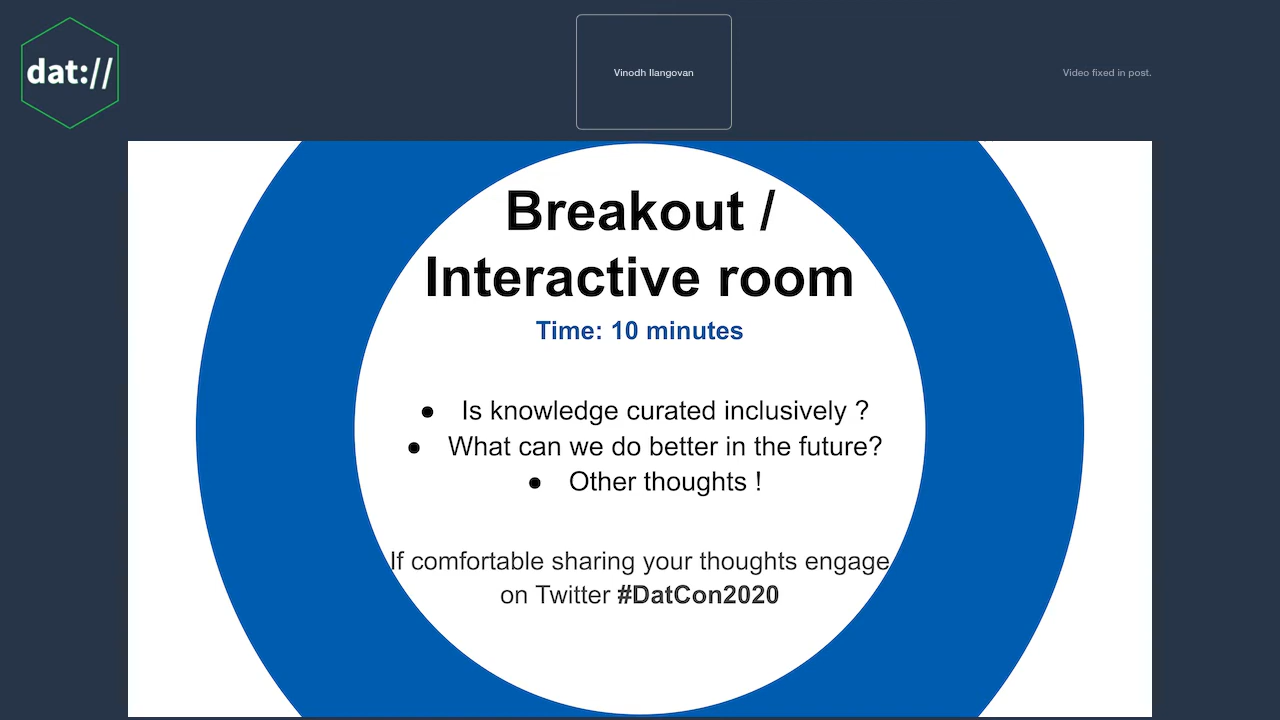 dat://
Vinodh Ilangovan
Video fixed in post.
Breakout /
Interactive room
Time: 10 minutes
● Is knowledge curated inclusively ?
● What can we do better in the future?
● Other thoughts !
If comfortable sharing your thoughts engage
on Twitter #DatCon2020